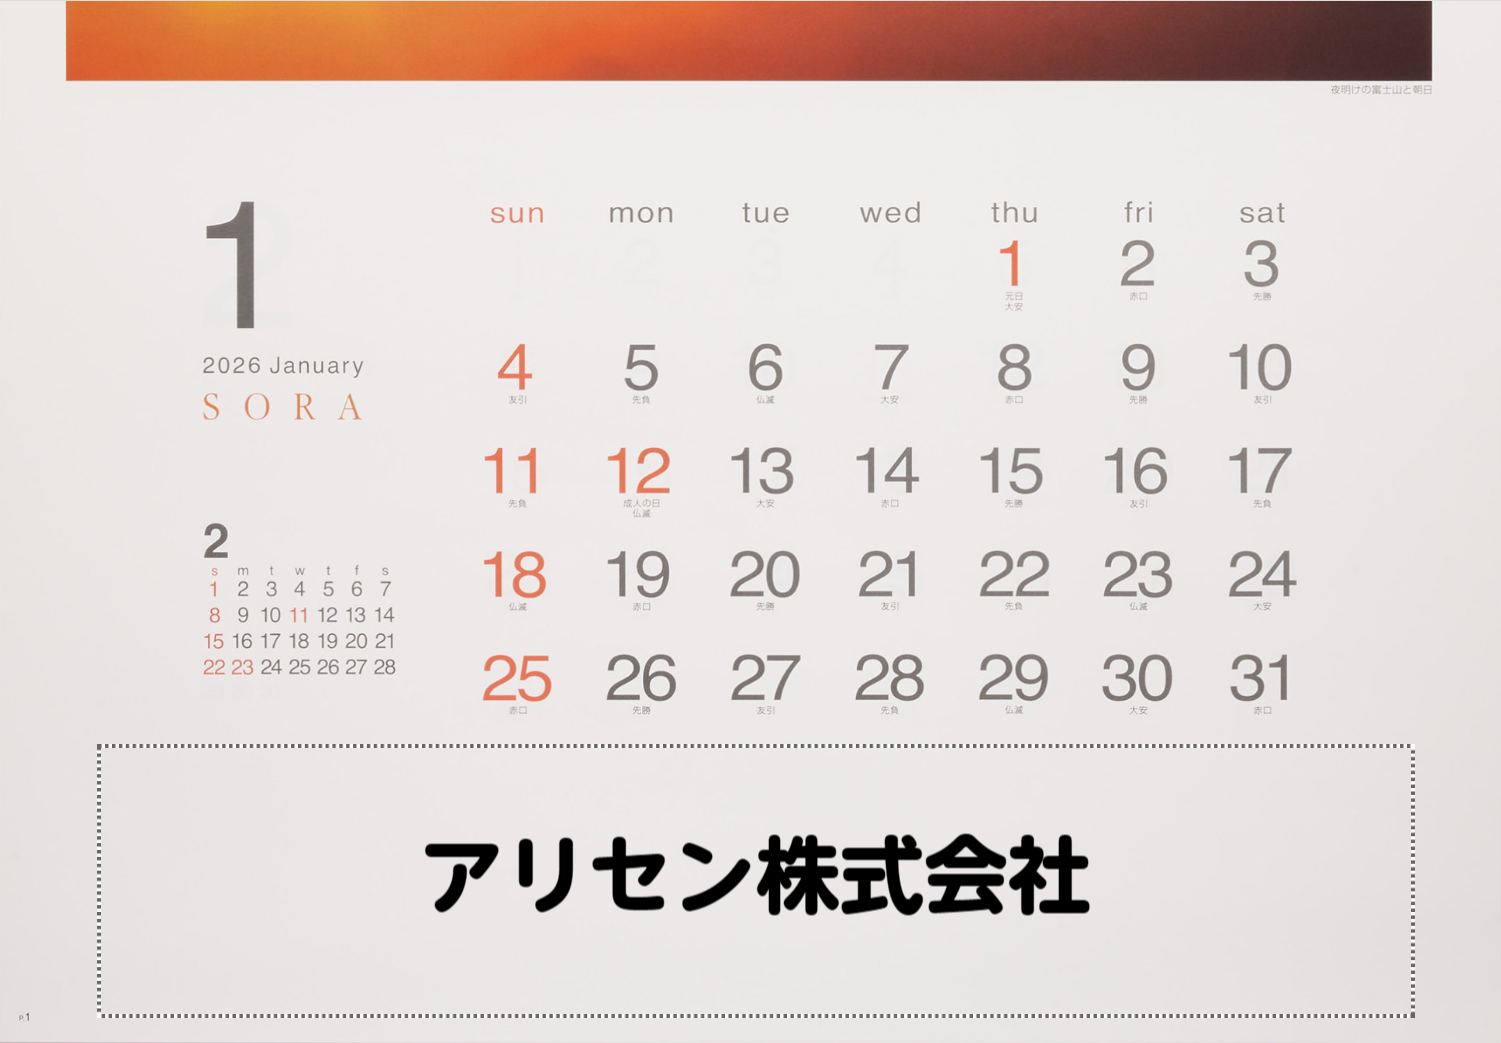 夜明けの富士山と朝日
1
2026 January
SORA
sun mon tue wed thu fri sat
1 2 3
元日 赤口 先勝
大安
4 5 6 7 8 9 10
友引 先負 仏滅 大安 赤口 先勝 友引
11 12 13 14 15 16 17
先負 成人の日 大安 赤口 先勝 友引 先負
仏滅
18 19 20 21 22 23 24
仏滅 赤口 先勝 友引 先負 仏滅 大安
25 26 27 28 29 30 31
赤口 先勝 友引 先負 仏滅 大安 赤口
2
s m t w t f s
1 2 3 4 5 6 7
8 9 10 11 12 13 14
15 16 17 18 19 20 21
22 23 24 25 26 27 28
アリセン株式会社
P.1